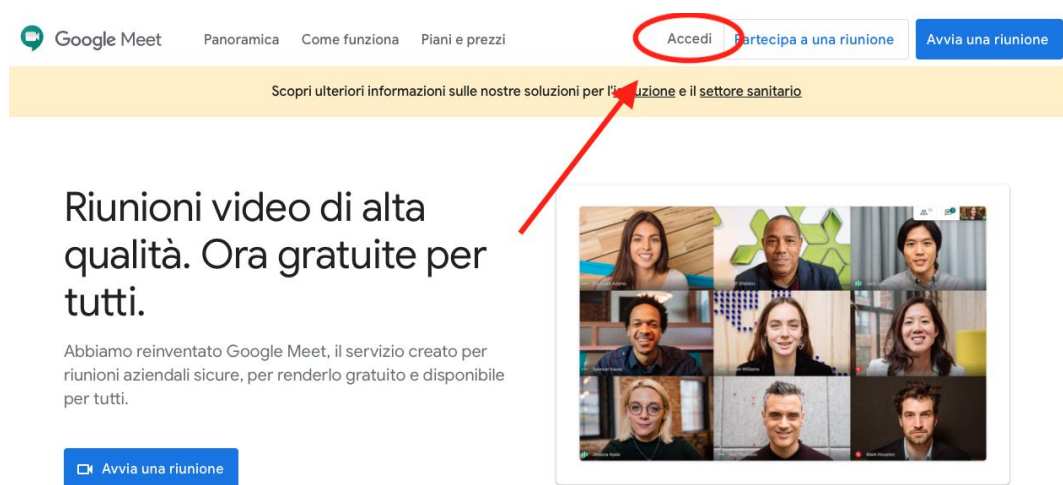 Google Meet Panoramica Come funziona Piani e prezzi Accedi Partecipa a una riunione Avvia una riunione
Scopri ulteriori informazioni sulle nostre soluzioni per l'istruzione e il settore sanitario
Riunioni video di alta
qualità. Ora gratuite per
tutti.
Abbiamo reinventato Google Meet, il servizio creato per
riunioni aziendali sicure, per renderlo gratuito e disponibile
per tutti.
Avvia una riunione